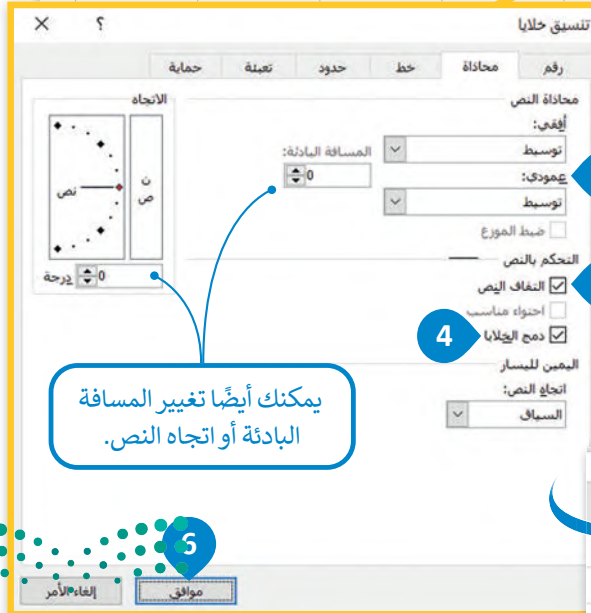 تنسيق خلايا
؟
رقم
محاذاة
خط
حدود
تعبئة
حماية
محاذاة النص
أفقي:
توسيط
المسافة البادئة:
0
عمودي:
توسيط
ضبط الموزع
التحكم بالنص
التفاف النص
احتواء مناسب
دمج الخلايا
4
اليمين لليسار
اتجاه النص:
السياق
الاتجاه
ن
ص
نص
0 درجة
يمكنك أيضًا تغيير المسافة
البادئة أو اتجاه النص.
6
موافق
إلغاء الأمر